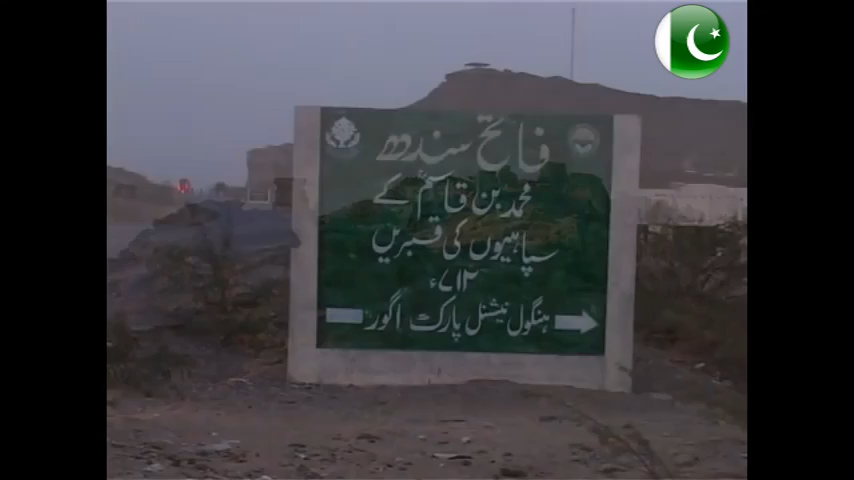 فاتح سندھ
محمد بن قاسمؒ کے
سپاہیوں کی قبریں
۷۱۲ء
ہنگول نیشنل پارک اگور